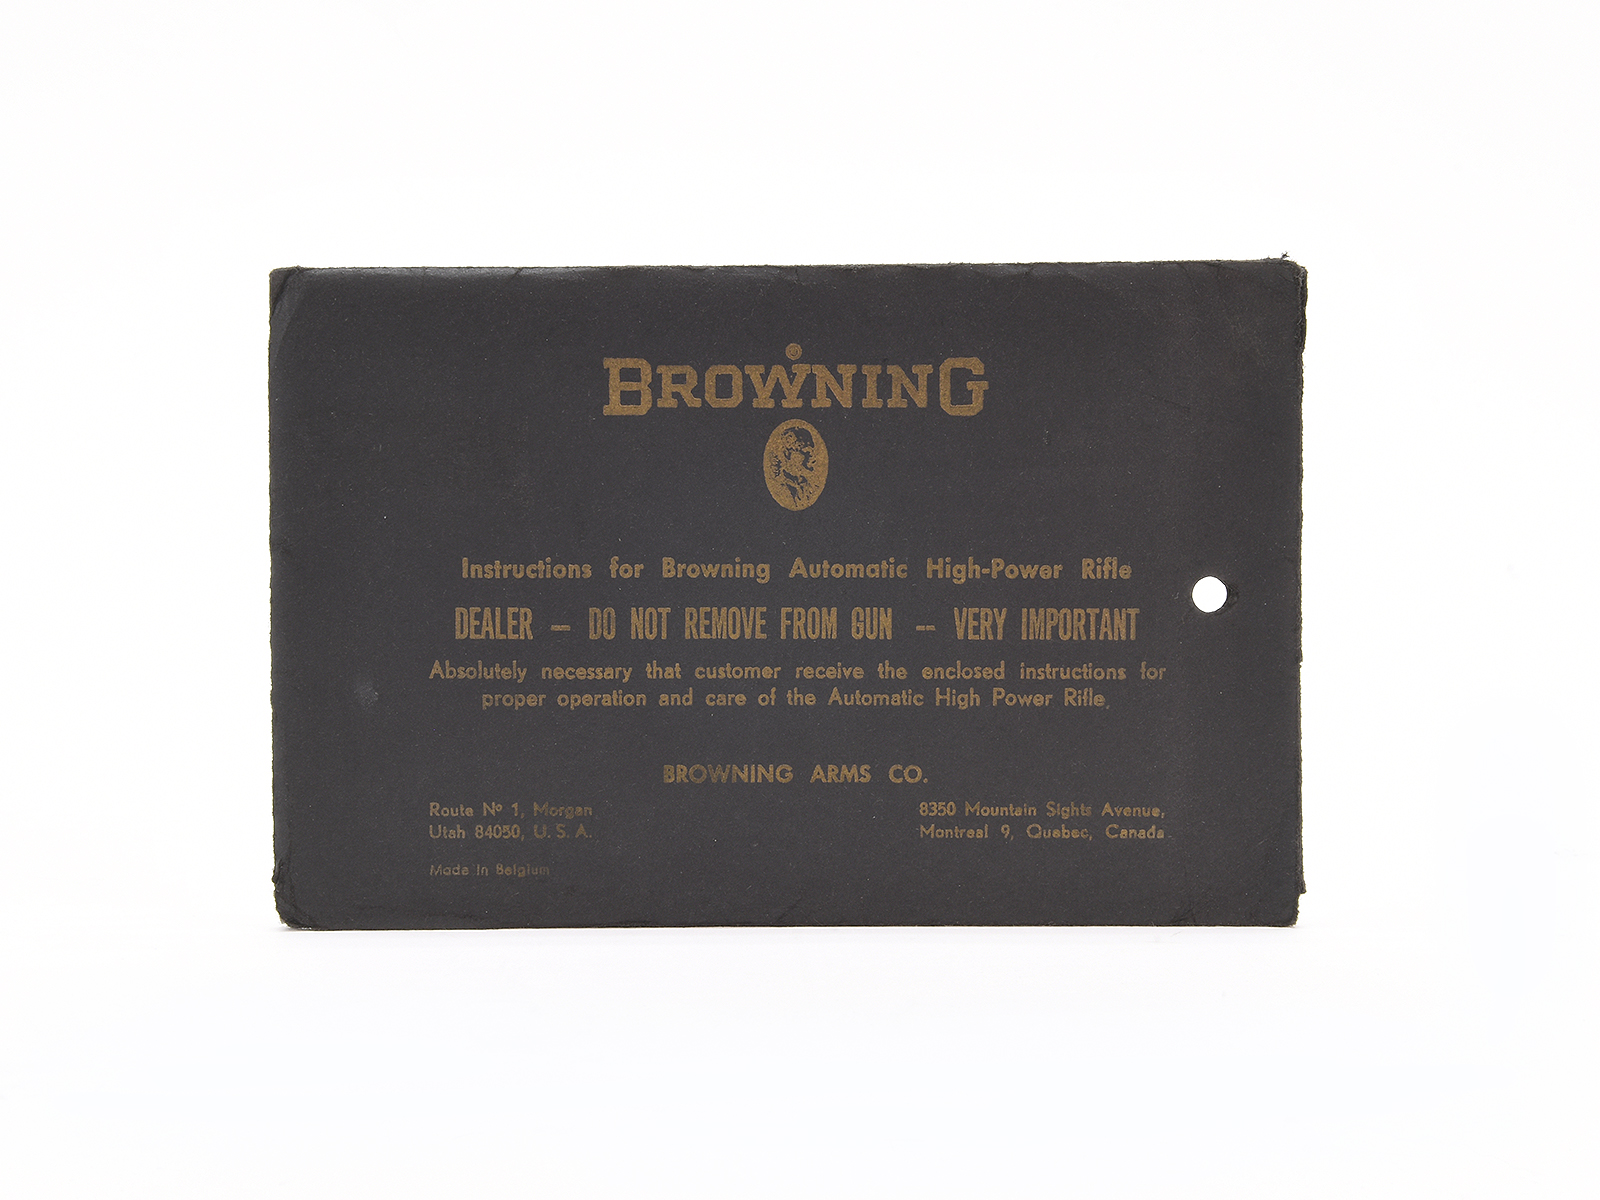 BROWNING
Instructions for Browning Automatic High-Power Rifle
DEALER – DO NOT REMOVE FROM GUN -- VERY IMPORTANT
Absolutely necessary that customer receive the enclosed instructions for
proper operation and care of the Automatic High Power Rifle.
BROWNING ARMS CO.
Route Nº 1, Morgan
Utah 84050, U. S. A.
8350 Mountain Sights Avenue,
Montreal 9, Quebec, Canada.
Made in Belgium